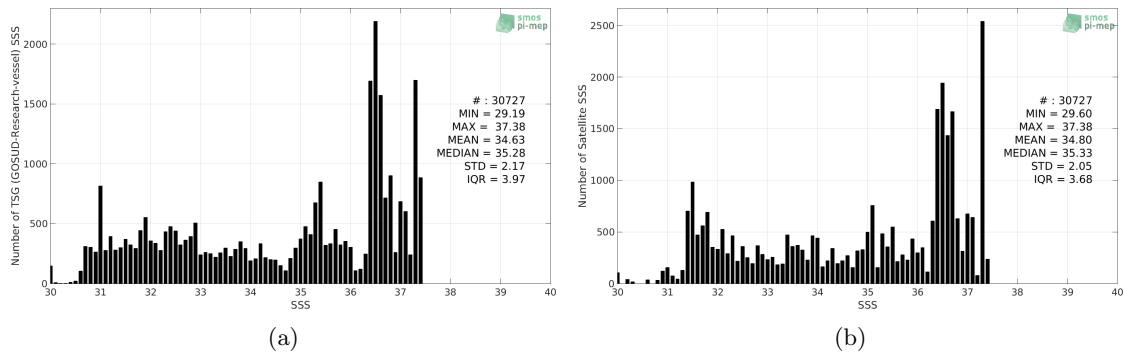 smos
pi-mep
Number of TSG (GOSUD-Research-vessel) SSS
2000
1500
1000
500
0
# : 30727
MIN = 29.19
MAX = 37.38
MEAN = 34.63
MEDIAN = 35.28
STD = 2.17
IQR = 3.97
30 31 32 33 34 35 36 37 38 39 40
SSS
(a)
smos
pi-mep
Number of Satellite SSS
2500
2000
1500
1000
500
0
# : 30727
MIN = 29.60
MAX = 37.38
MEAN = 34.80
MEDIAN = 35.33
STD = 2.05
IQR = 3.68
30 31 32 33 34 35 36 37 38 39 40
SSS
(b)